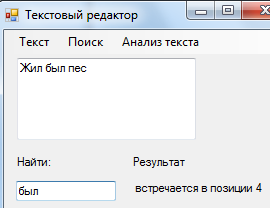 Текстовый редактор
Текст Поиск Анализ текста
Жил был пес
Найти: Результат
был встречается в позиции 4